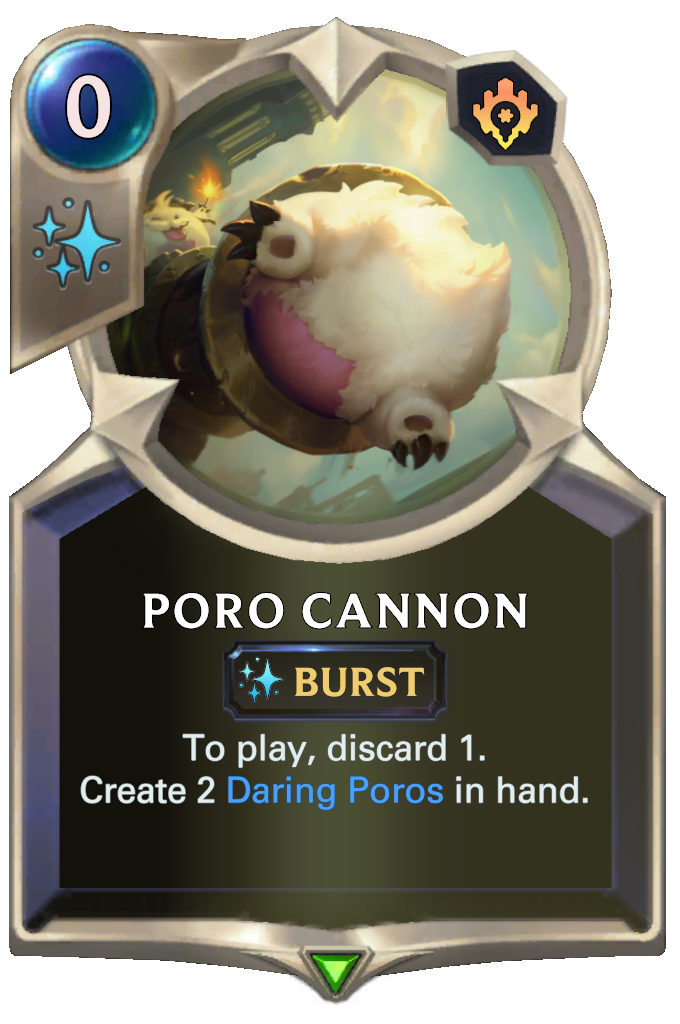 0
PORO CANNON
BURST
To play, discard 1.
Create 2 Daring Poros in hand.